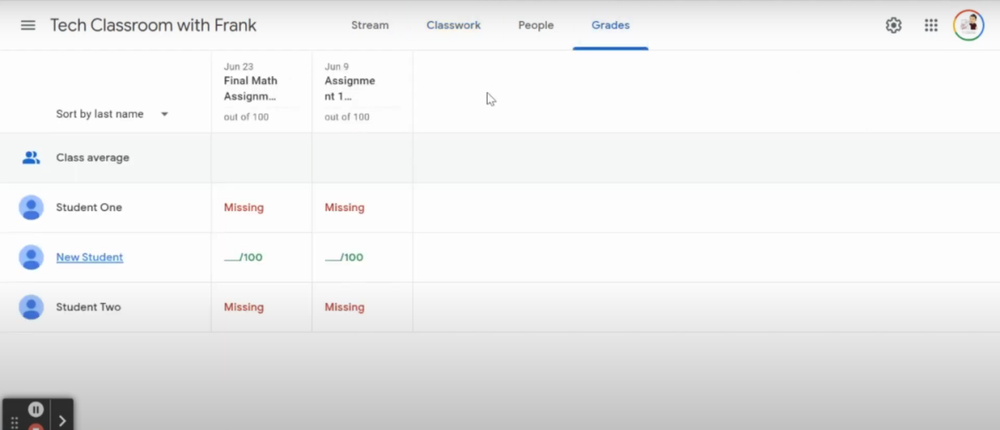 Tech Classroom with Frank
Stream
Classwork
People
Grades
Jun 23
Jun 9
Final Math
Assignme
Assignm...
nt 1...
Sort by last name
out of 100
out of 100
Class average
Student One
Missing
Missing
New Student
__/100
__/100
Student Two
Missing
Missing